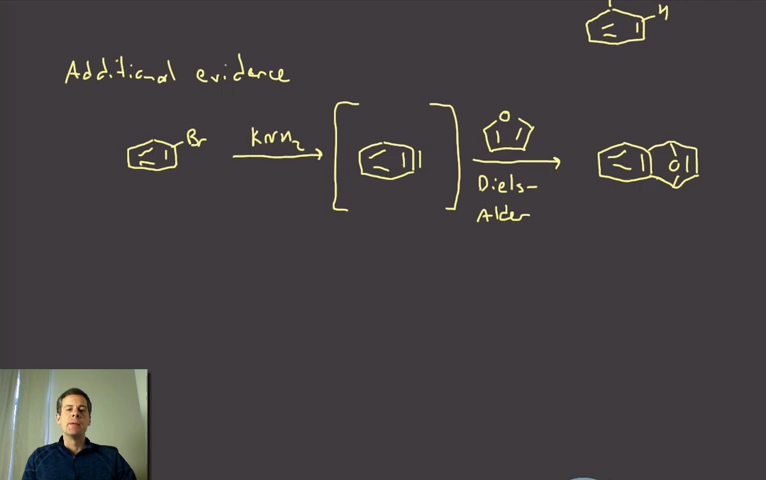 H
Additional evidence
Br
KNH2
O
Diels-
Alder
O